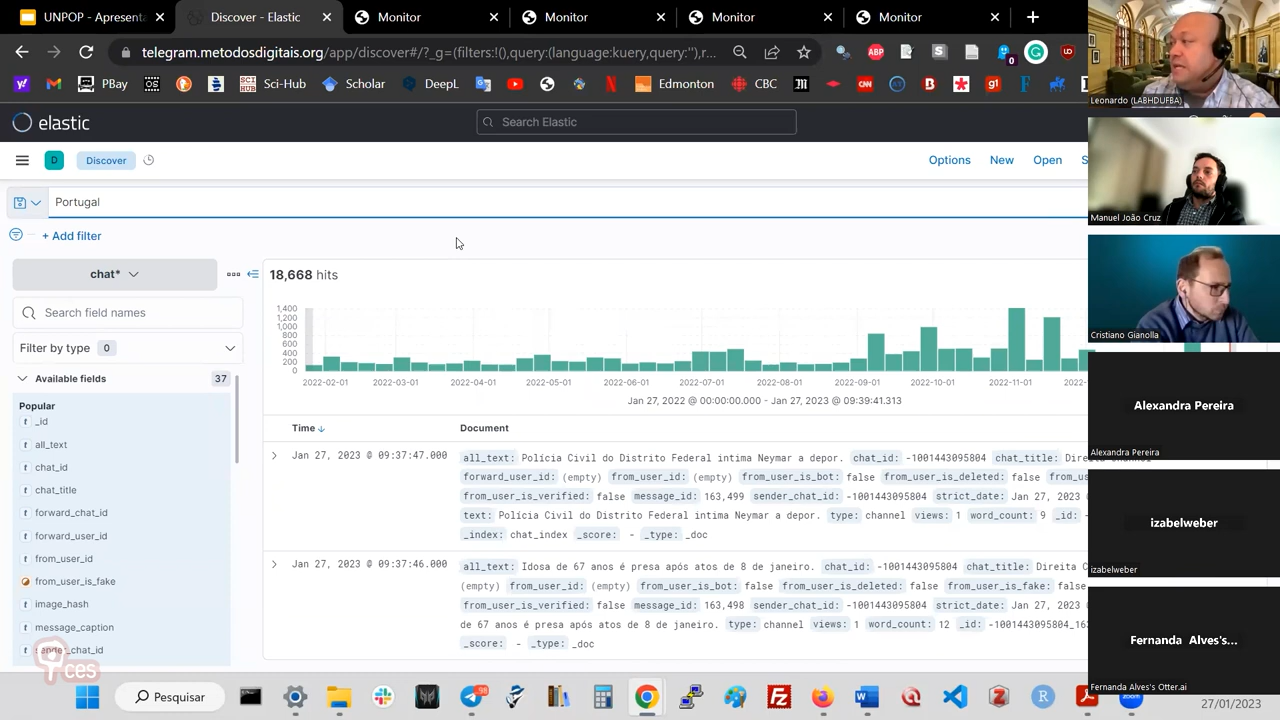 Monitor
Monitor
Monitor
telegram.metodosdigitais.org/app/discover#/?_a=(filters:!(),query:(language:kuery,query:''),r...
PBay
SCI HUB
Edmonton
CBC
CNN
g1
0
Leonardo (LABHDUFBA)
elastic
Search Elastic
D
Discover
Options
New
Open
S
Manuel João Cruz
Portugal
+ Add filter
chat*
18,668 hits
Search field names
Filter by type 0
Cristiano Gianolla
1,400
1,200
1,000
800
600
400
200
0
2022-02-01 2022-03-01 2022-04-01 2022-05-01 2022-06-01 2022-07-01 2022-08-01 2022-09-01 2022-10-01 2022-11-01 2022-
Jan 27, 2022 @ 00:00:00.000 - Jan 27, 2023 @ 09:39:41.313
Available fields 37
Popular
_id
all_text
chat_id
chat_title
forward_chat_id
forward_user_id
from_user_id
from_user_is_fake
image_hash
message_caption
Time
Document
Alexandra Pereira
Alexandra Pereira
Jan 27, 2023 @ 09:37:47.000
all_text: Polícia Civil do Distrito Federal intima Neymar a depor. chat_id: -1001443095804 chat_title:
forward_user_id: (empty) from_user_id: (empty) from_user_is_bot: false from_user_is_deleted: false from_us
from_user_is_verified: false message_id: 163,499 sender_chat_id: -1001443095804 strict_date: Jan 27, 2023
text: Polícia Civil do Distrito Federal intima Neymar a depor. type: channel views: 1 word_count: 9 _id: -
_index: chat_index _score: - _type: _doc
izabelweber
izabelweber
Jan 27, 2023 @ 09:37:46.000
all_text: Idosa de 67 anos é presa após atos de 8 de janeiro. chat_id: -1001443095804 chat_title: Direita C
(empty) from_user_id: (empty) from_user_is_bot: false from_user_is_deleted: false from_user_is_fake:
from_user_is_verified: false message_id: 163,498 sender_chat_id: -1001443095804 strict_date: Jan 27, 2023
de 67 anos é presa após atos de 8 de janeiro. type: channel views: 1 word_count: 12 _id: -1001443095804_16
_score: - _type: _doc
Fernanda Alves's...
Fernanda Alves's Otter.ai
ces
Pesquisar
98
zoom
27/01/2023